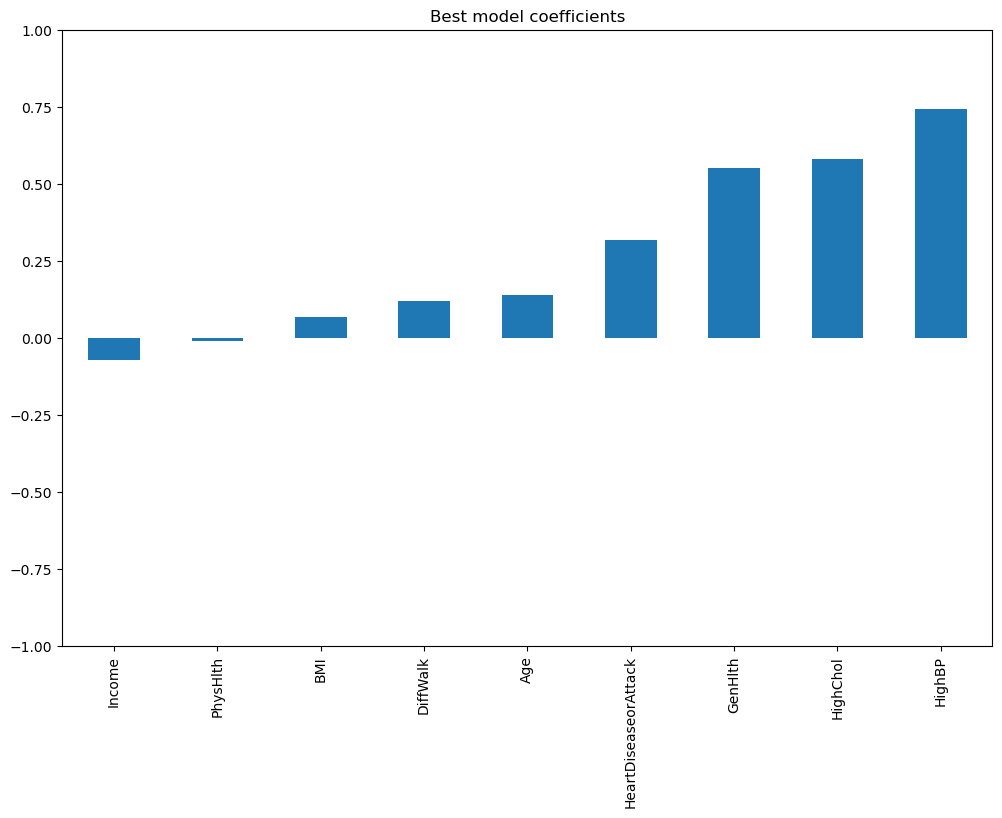 Best model coefficients
1.00
0.75
0.50
0.25
0.00
−0.25
−0.50
−0.75
−1.00
Income
PhysHlth
BMI
DiffWalk
Age
HeartDiseaseorAttack
GenHlth
HighChol
HighBP